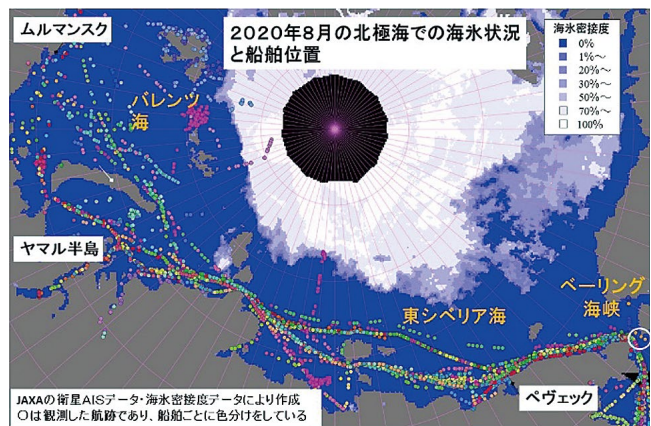 ムルマンスク
2020年8月の北極海での海氷状況
と船舶位置
海氷密接度
0%
1%～
20%～
30%～
50%～
70%～
100%
バレンツ
海
ヤマル半島
ベーリング
海峡
東シベリア海
ペヴェック
JAXAの衛星AISデータ・海氷密接度データにより作成
〇は観測した航跡であり、船舶ごとに色分けをしている